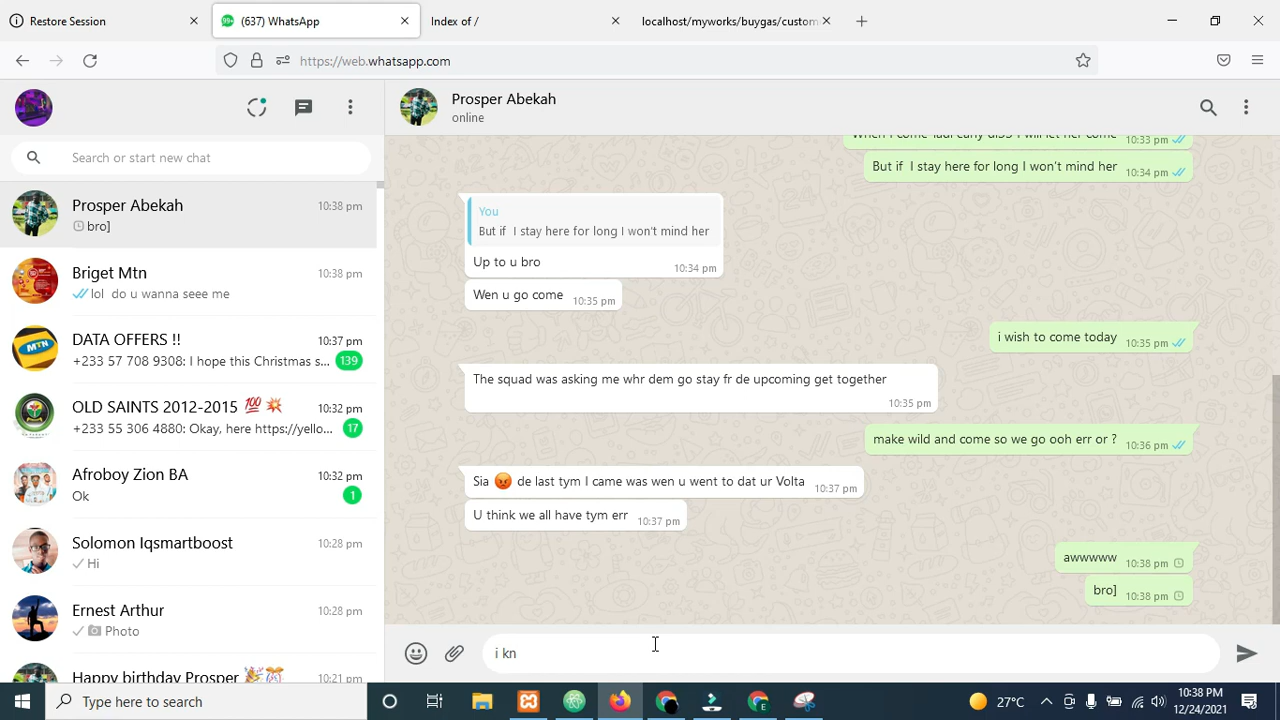 Restore Session
(637) WhatsApp
Index of /
localhost/myworks/buygas/custom
https://web.whatsapp.com
Prosper Abekah
online
Search or start new chat
Prosper Abekah
10:38 pm
bro]
Briget Mtn
10:38 pm
lol do u wanna seee me
DATA OFFERS !!
10:37 pm
+233 57 708 9308: I hope this Christmas s...
139
OLD SAINTS 2012-2015 💯 💥
10:32 pm
+233 55 306 4880: Okay, here https://yello...
17
Afroboy Zion BA
10:32 pm
Ok
1
Solomon Iqsmartboost
10:28 pm
Hi
Ernest Arthur
10:28 pm
Photo
Happy birthday Prosper 🎉🎊
10:21 pm
10:33 pm
But if I stay here for long I won't mind her
10:34 pm
You
But if I stay here for long I won't mind her
Up to u bro
10:34 pm
Wen u go come
10:35 pm
i wish to come today
10:35 pm
The squad was asking me whr dem go stay fr de upcoming get together
10:35 pm
make wild and come so we go ooh err or ?
10:36 pm
Sia 😡 de last tym I came was wen u went to dat ur Volta
10:37 pm
U think we all have tym err
10:37 pm
awwwww
10:38 pm
bro]
10:38 pm
i kn
Type here to search
27°C
10:38 PM
12/24/2021